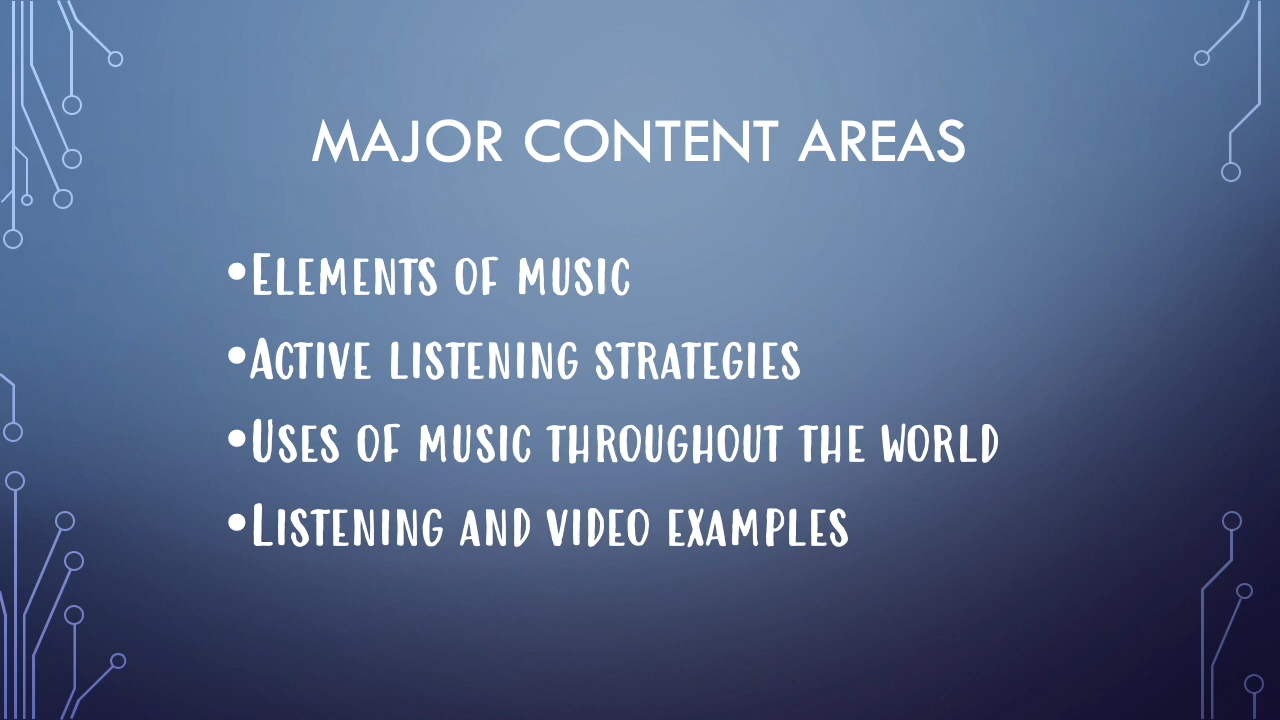 MAJOR CONTENT AREAS
•Elements of music
•Active listening strategies
•Uses of music throughout the world
•Listening and video examples